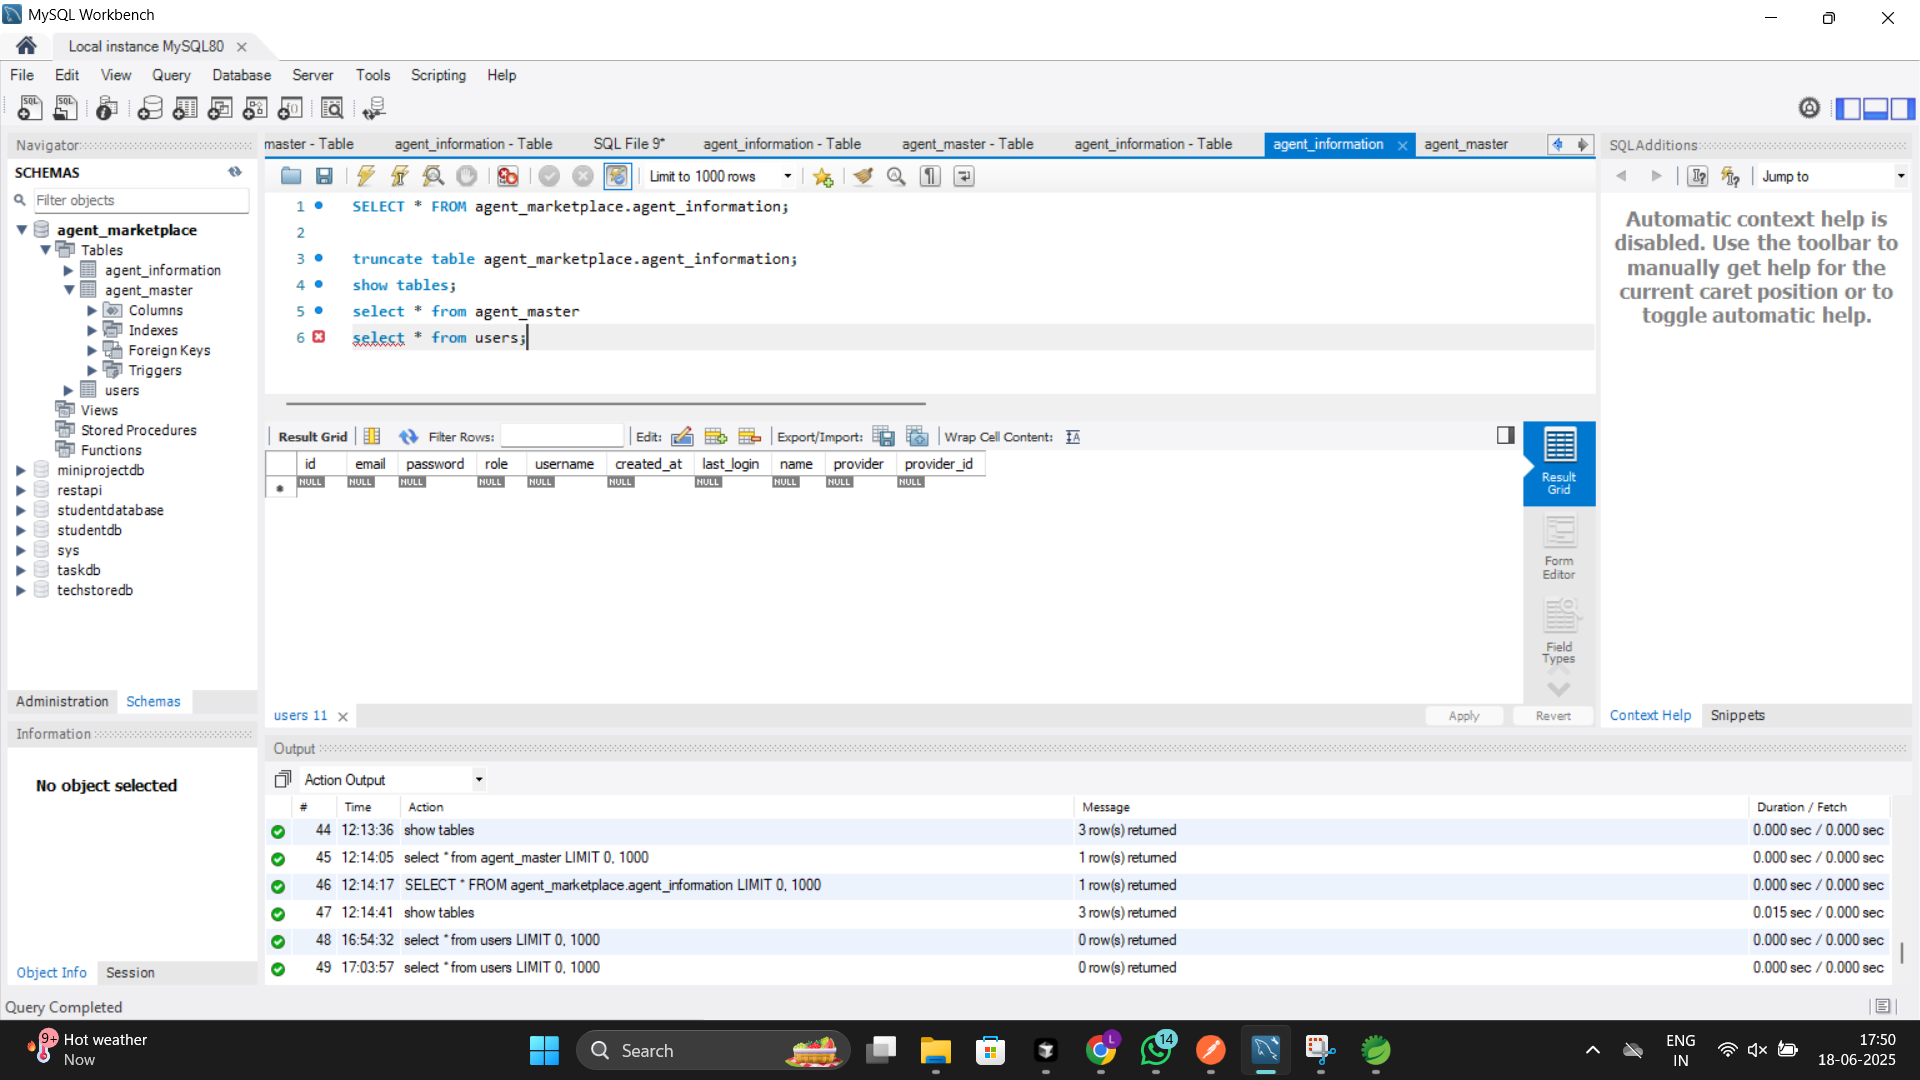 MySQL Workbench
Local instance MySQL80
File Edit View Query Database Server Tools Scripting Help
Navigator
SCHEMAS
Filter objects
agent_marketplace
Tables
agent_information
agent_master
Columns
Indexes
Foreign Keys
Triggers
users
Views
Stored Procedures
Functions
miniprojectdb
restapi
studentdatabase
studentdb
sys
taskdb
techstoredb
Administration Schemas
Information
No object selected
Object Info Session
master - Table agent_information - Table SQL File 9* agent_information - Table agent_master - Table agent_information - Table agent_information agent_master
Limit to 1000 rows
1 SELECT * FROM agent_marketplace.agent_information;
2
3 truncate table agent_marketplace.agent_information;
4 show tables;
5 select * from agent_master
6 select * from users;
Result Grid Filter Rows: Edit: Export/Import: Wrap Cell Content:
id email password role username created_at last_login name provider provider_id
NULL NULL NULL NULL NULL NULL NULL NULL NULL NULL
Result
Grid
Form
Editor
Field
Types
users 11 Apply Revert
SQLAdditions
Jump to
Automatic context help is
disabled. Use the toolbar to
manually get help for the
current caret position or to
toggle automatic help.
Context Help Snippets
Output
Action Output
# Time Action Message Duration / Fetch
44 12:13:36 show tables 3 row(s) returned 0.000 sec / 0.000 sec
45 12:14:05 select * from agent_master LIMIT 0, 1000 1 row(s) returned 0.000 sec / 0.000 sec
46 12:14:17 SELECT * FROM agent_marketplace.agent_information LIMIT 0, 1000 1 row(s) returned 0.000 sec / 0.000 sec
47 12:14:41 show tables 3 row(s) returned 0.015 sec / 0.000 sec
48 16:54:32 select * from users LIMIT 0, 1000 0 row(s) returned 0.000 sec / 0.000 sec
49 17:03:57 select * from users LIMIT 0, 1000 0 row(s) returned 0.000 sec / 0.000 sec
Query Completed
9+
Hot weather
Now
Search
L
14
ENG
IN
17:50
18-06-2025